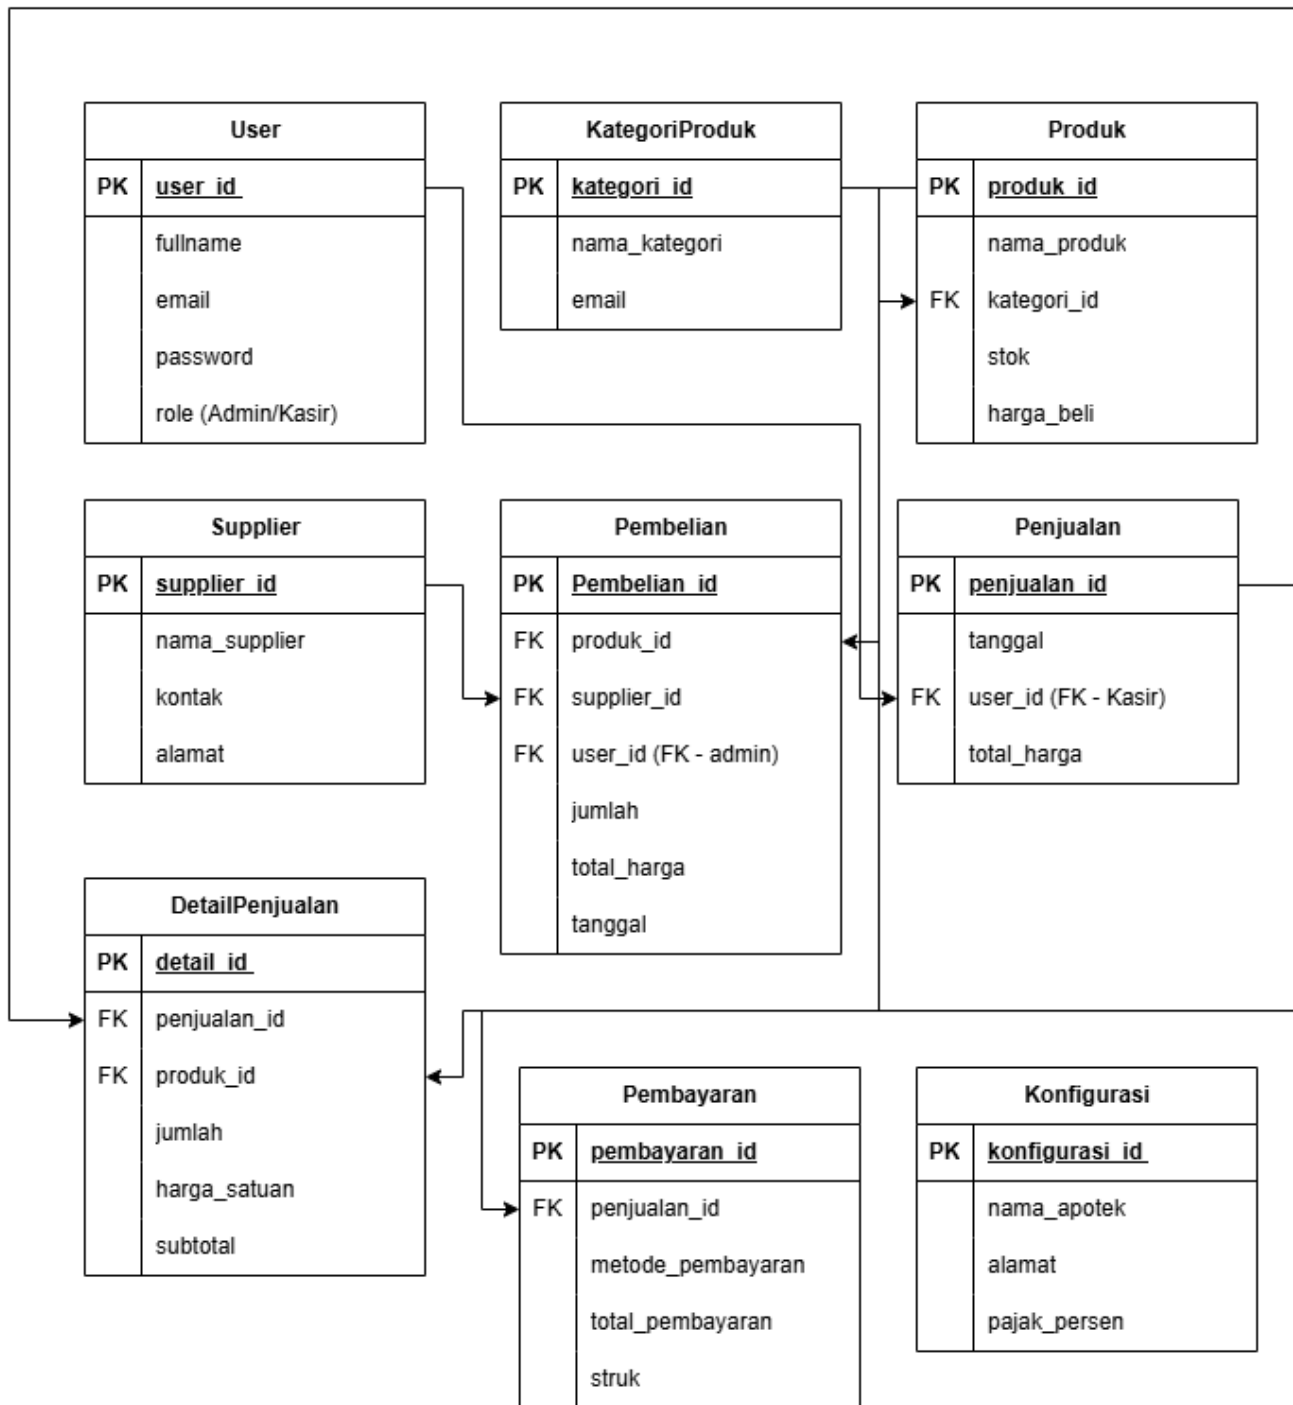 User
PK user_id
fullname
email
password
role (Admin/Kasir)
KategoriProduk
PK kategori_id
nama_kategori
email
Produk
PK produk_id
nama_produk
FK kategori_id
stok
harga_beli
Supplier
PK supplier_id
nama_supplier
kontak
alamat
Pembelian
PK Pembelian_id
FK produk_id
FK supplier_id
FK user_id (FK - admin)
jumlah
total_harga
tanggal
Penjualan
PK penjualan_id
tanggal
FK user_id (FK - Kasir)
total_harga
DetailPenjualan
PK detail_id
FK penjualan_id
FK produk_id
jumlah
harga_satuan
subtotal
Pembayaran
PK pembayaran_id
FK penjualan_id
metode_pembayaran
total_pembayaran
struk
Konfigurasi
PK konfigurasi_id
nama_apotek
alamat
pajak_persen